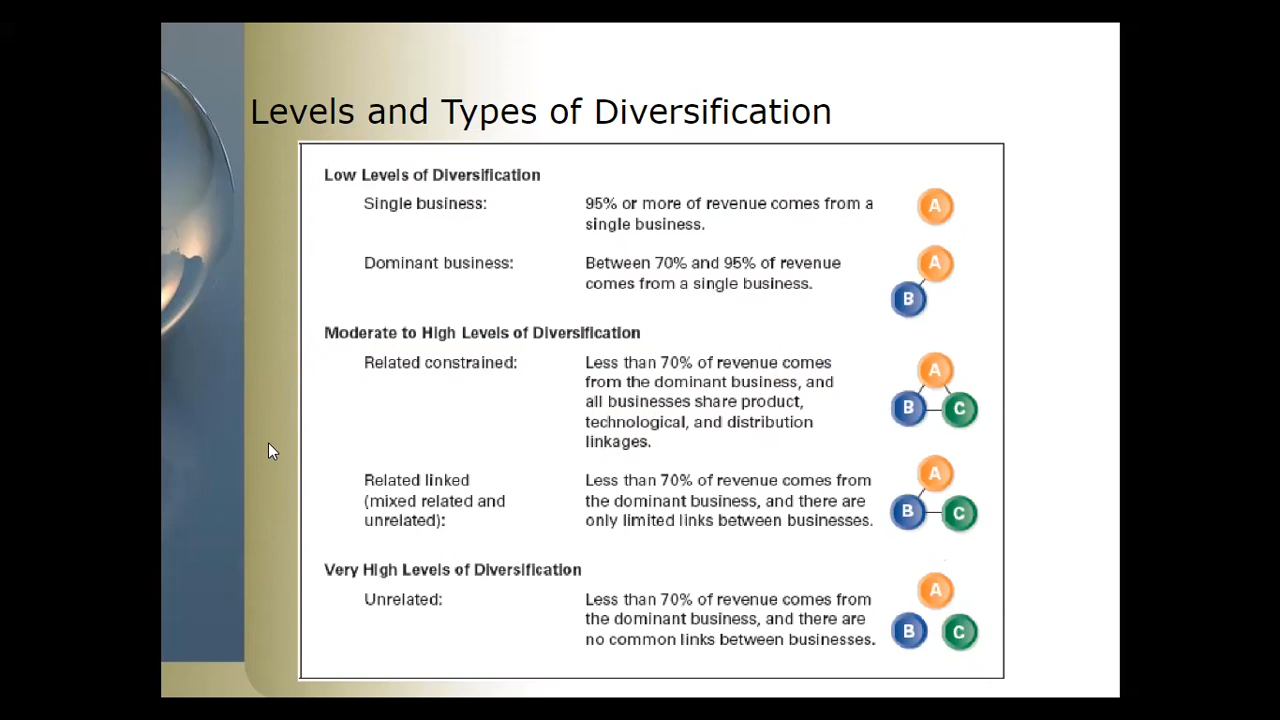 Levels and Types of Diversification
Low Levels of Diversification
Single business:
95% or more of revenue comes from a
single business.
A
Dominant business:
Between 70% and 95% of revenue
comes from a single business.
A
B
Moderate to High Levels of Diversification
Related constrained:
Less than 70% of revenue comes
from the dominant business, and
all businesses share product,
technological, and distribution
linkages.
A
B
C
Related linked
(mixed related and
unrelated):
Less than 70% of revenue comes from
the dominant business, and there are
only limited links between businesses.
A
B
C
Very High Levels of Diversification
Unrelated:
Less than 70% of revenue comes from
the dominant business, and there are
no common links between businesses.
A
B
C